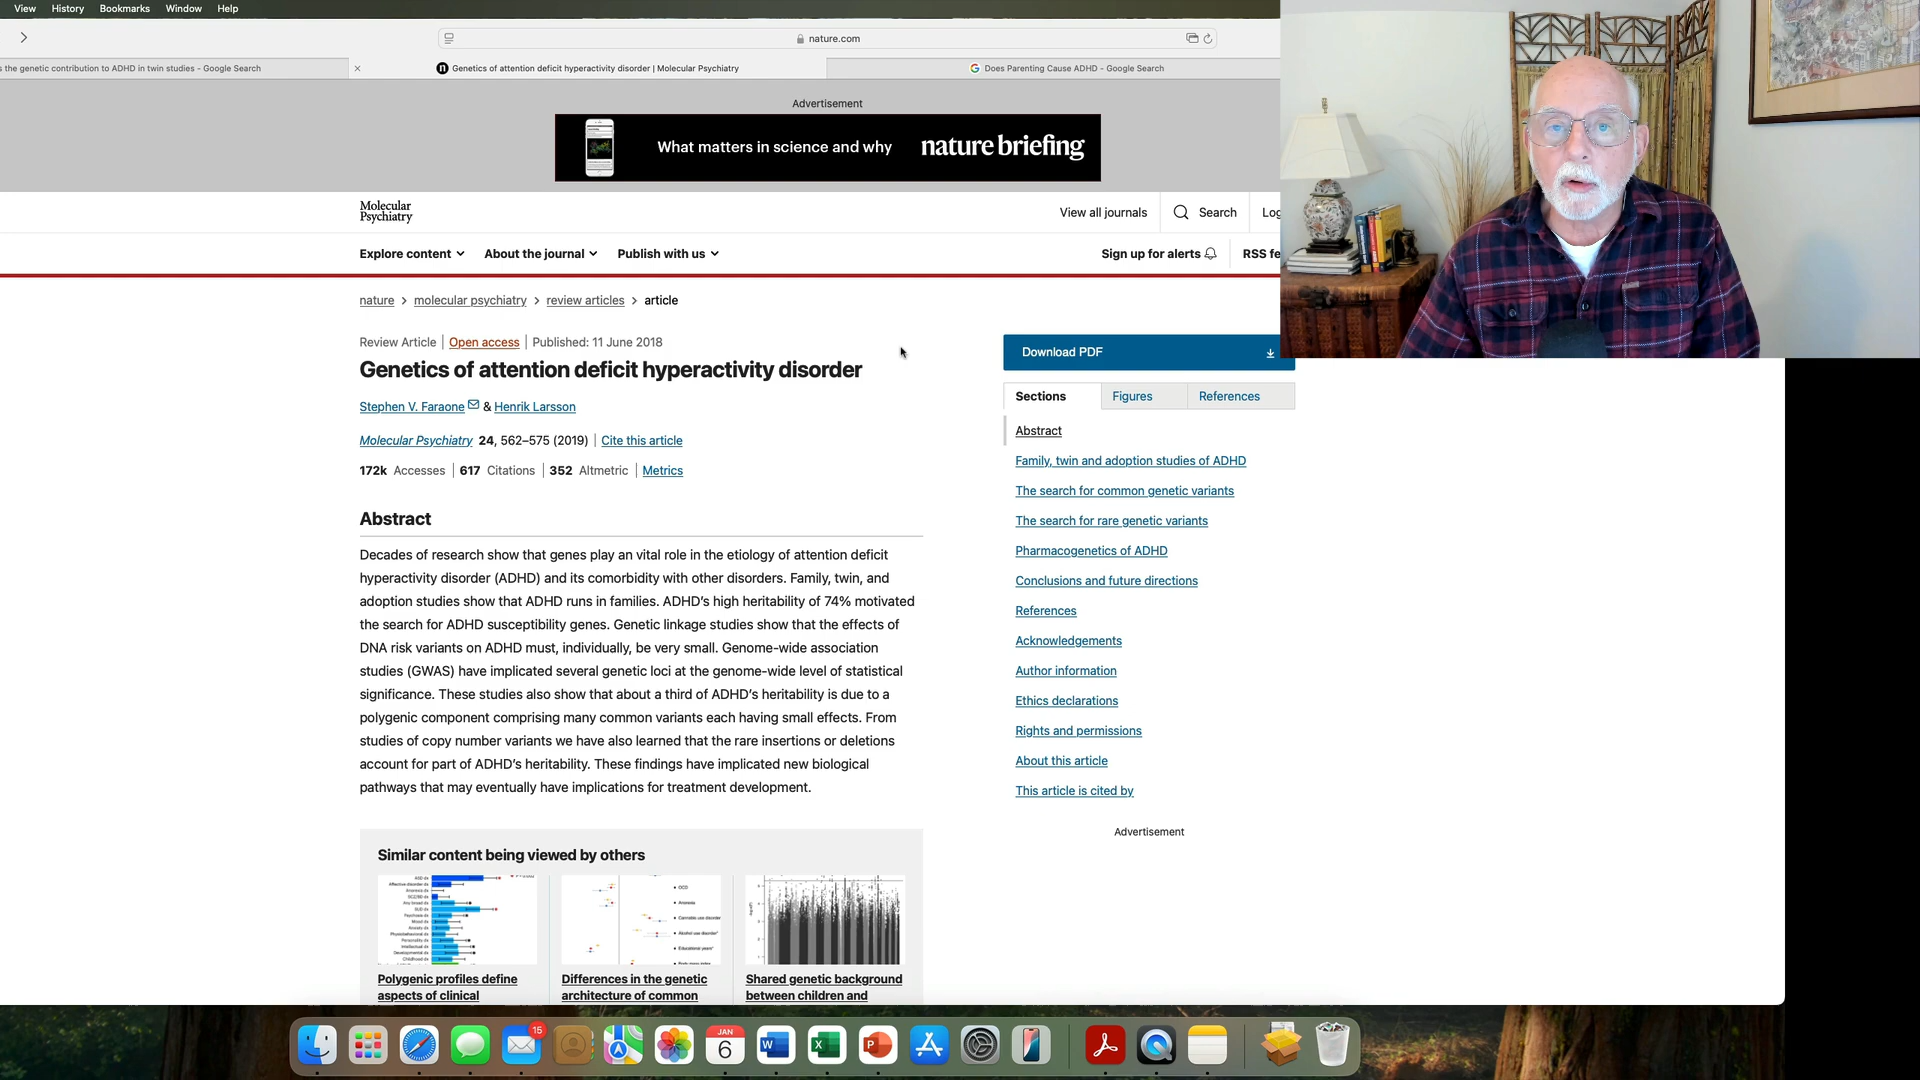 View History Bookmarks Window Help
nature.com
s the genetic contribution to ADHD in twin studies - Google Search
Genetics of attention deficit hyperactivity disorder | Molecular Psychiatry
Does Parenting Cause ADHD - Google Search
Advertisement
What matters in science and why nature briefing
Molecular
Psychiatry
View all journals Search Log
Explore content About the journal Publish with us
Sign up for alerts RSS fe
nature > molecular psychiatry > review articles > article
Review Article | Open access | Published: 11 June 2018
Genetics of attention deficit hyperactivity disorder
Stephen V. Faraone & Henrik Larsson
Molecular Psychiatry 24, 562–575 (2019) | Cite this article
172k Accesses | 617 Citations | 352 Altmetric | Metrics
Abstract
Decades of research show that genes play an vital role in the etiology of attention deficit
hyperactivity disorder (ADHD) and its comorbidity with other disorders. Family, twin, and
adoption studies show that ADHD runs in families. ADHD's high heritability of 74% motivated
the search for ADHD susceptibility genes. Genetic linkage studies show that the effects of
DNA risk variants on ADHD must, individually, be very small. Genome-wide association
studies (GWAS) have implicated several genetic loci at the genome-wide level of statistical
significance. These studies also show that about a third of ADHD's heritability is due to a
polygenic component comprising many common variants each having small effects. From
studies of copy number variants we have also learned that the rare insertions or deletions
account for part of ADHD's heritability. These findings have implicated new biological
pathways that may eventually have implications for treatment development.
Similar content being viewed by others
OCD
Anorexia
Cannabis use disorder
Alcohol use disorder
Educational years
Polygenic profiles define
aspects of clinical
Differences in the genetic
architecture of common
Shared genetic background
between children and
Download PDF
Sections Figures References
Abstract
Family, twin and adoption studies of ADHD
The search for common genetic variants
The search for rare genetic variants
Pharmacogenetics of ADHD
Conclusions and future directions
References
Acknowledgements
Author information
Ethics declarations
Rights and permissions
About this article
This article is cited by
Advertisement
15
JAN
6
W
X
P